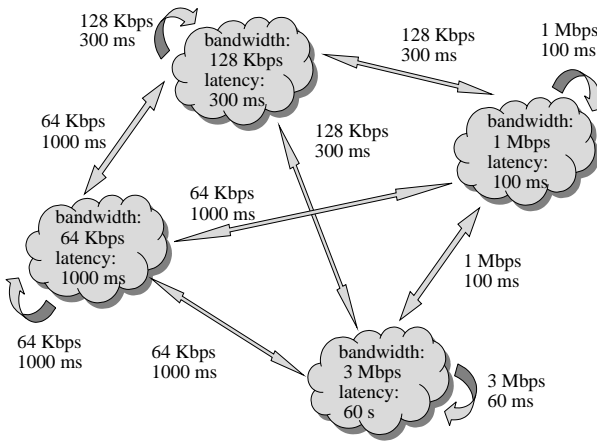 128 Kbps
300 ms
bandwidth:
128 Kbps
latency:
300 ms
128 Kbps
300 ms
1 Mbps
100 ms
64 Kbps
1000 ms
128 Kbps
300 ms
bandwidth:
1 Mbps
latency:
100 ms
64 Kbps
1000 ms
bandwidth:
64 Kbps
latency:
1000 ms
1 Mbps
100 ms
64 Kbps
1000 ms
64 Kbps
1000 ms
bandwidth:
3 Mbps
latency:
60 s
3 Mbps
60 ms